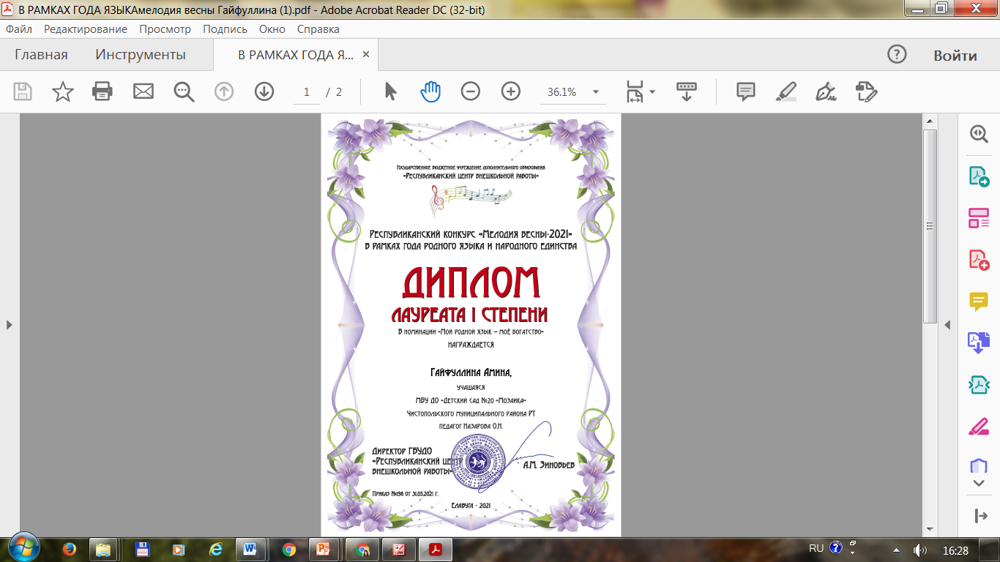 В РАМКАХ ГОДА ЯЗЫКАмелодия весны Гайфуллина (1).pdf - Adobe Acrobat Reader DC (32-bit)
Файл Редактирование Просмотр Подпись Окно Справка
Главная Инструменты В РАМКАХ ГОДА Я... × Войти
1 / 2 36.1%
Государственное бюджетное учреждение дополнительного образования
«Республиканский центр внешкольной работы»
Республиканский конкурс «Мелодия весны-2021»
в рамках года родного языка и народного единства
ДИПЛОМ
ЛАУРЕАТА I СТЕПЕНИ
В номинации «Мой родной язык – моё богатство»
награждается
Гайфуллина Амина,
учащаяся
МБУ ДО «Детский сад №20 «Мозаика»
Чистопольского муниципального района РТ
педагог Назарова О.Н.
Директор ГБУДО
«Республиканский центр
внешкольной работы»
А.М. Зиновьев
Приказ №198 от 31.05.2021 г.
Елабуга - 2021
RU 16:28